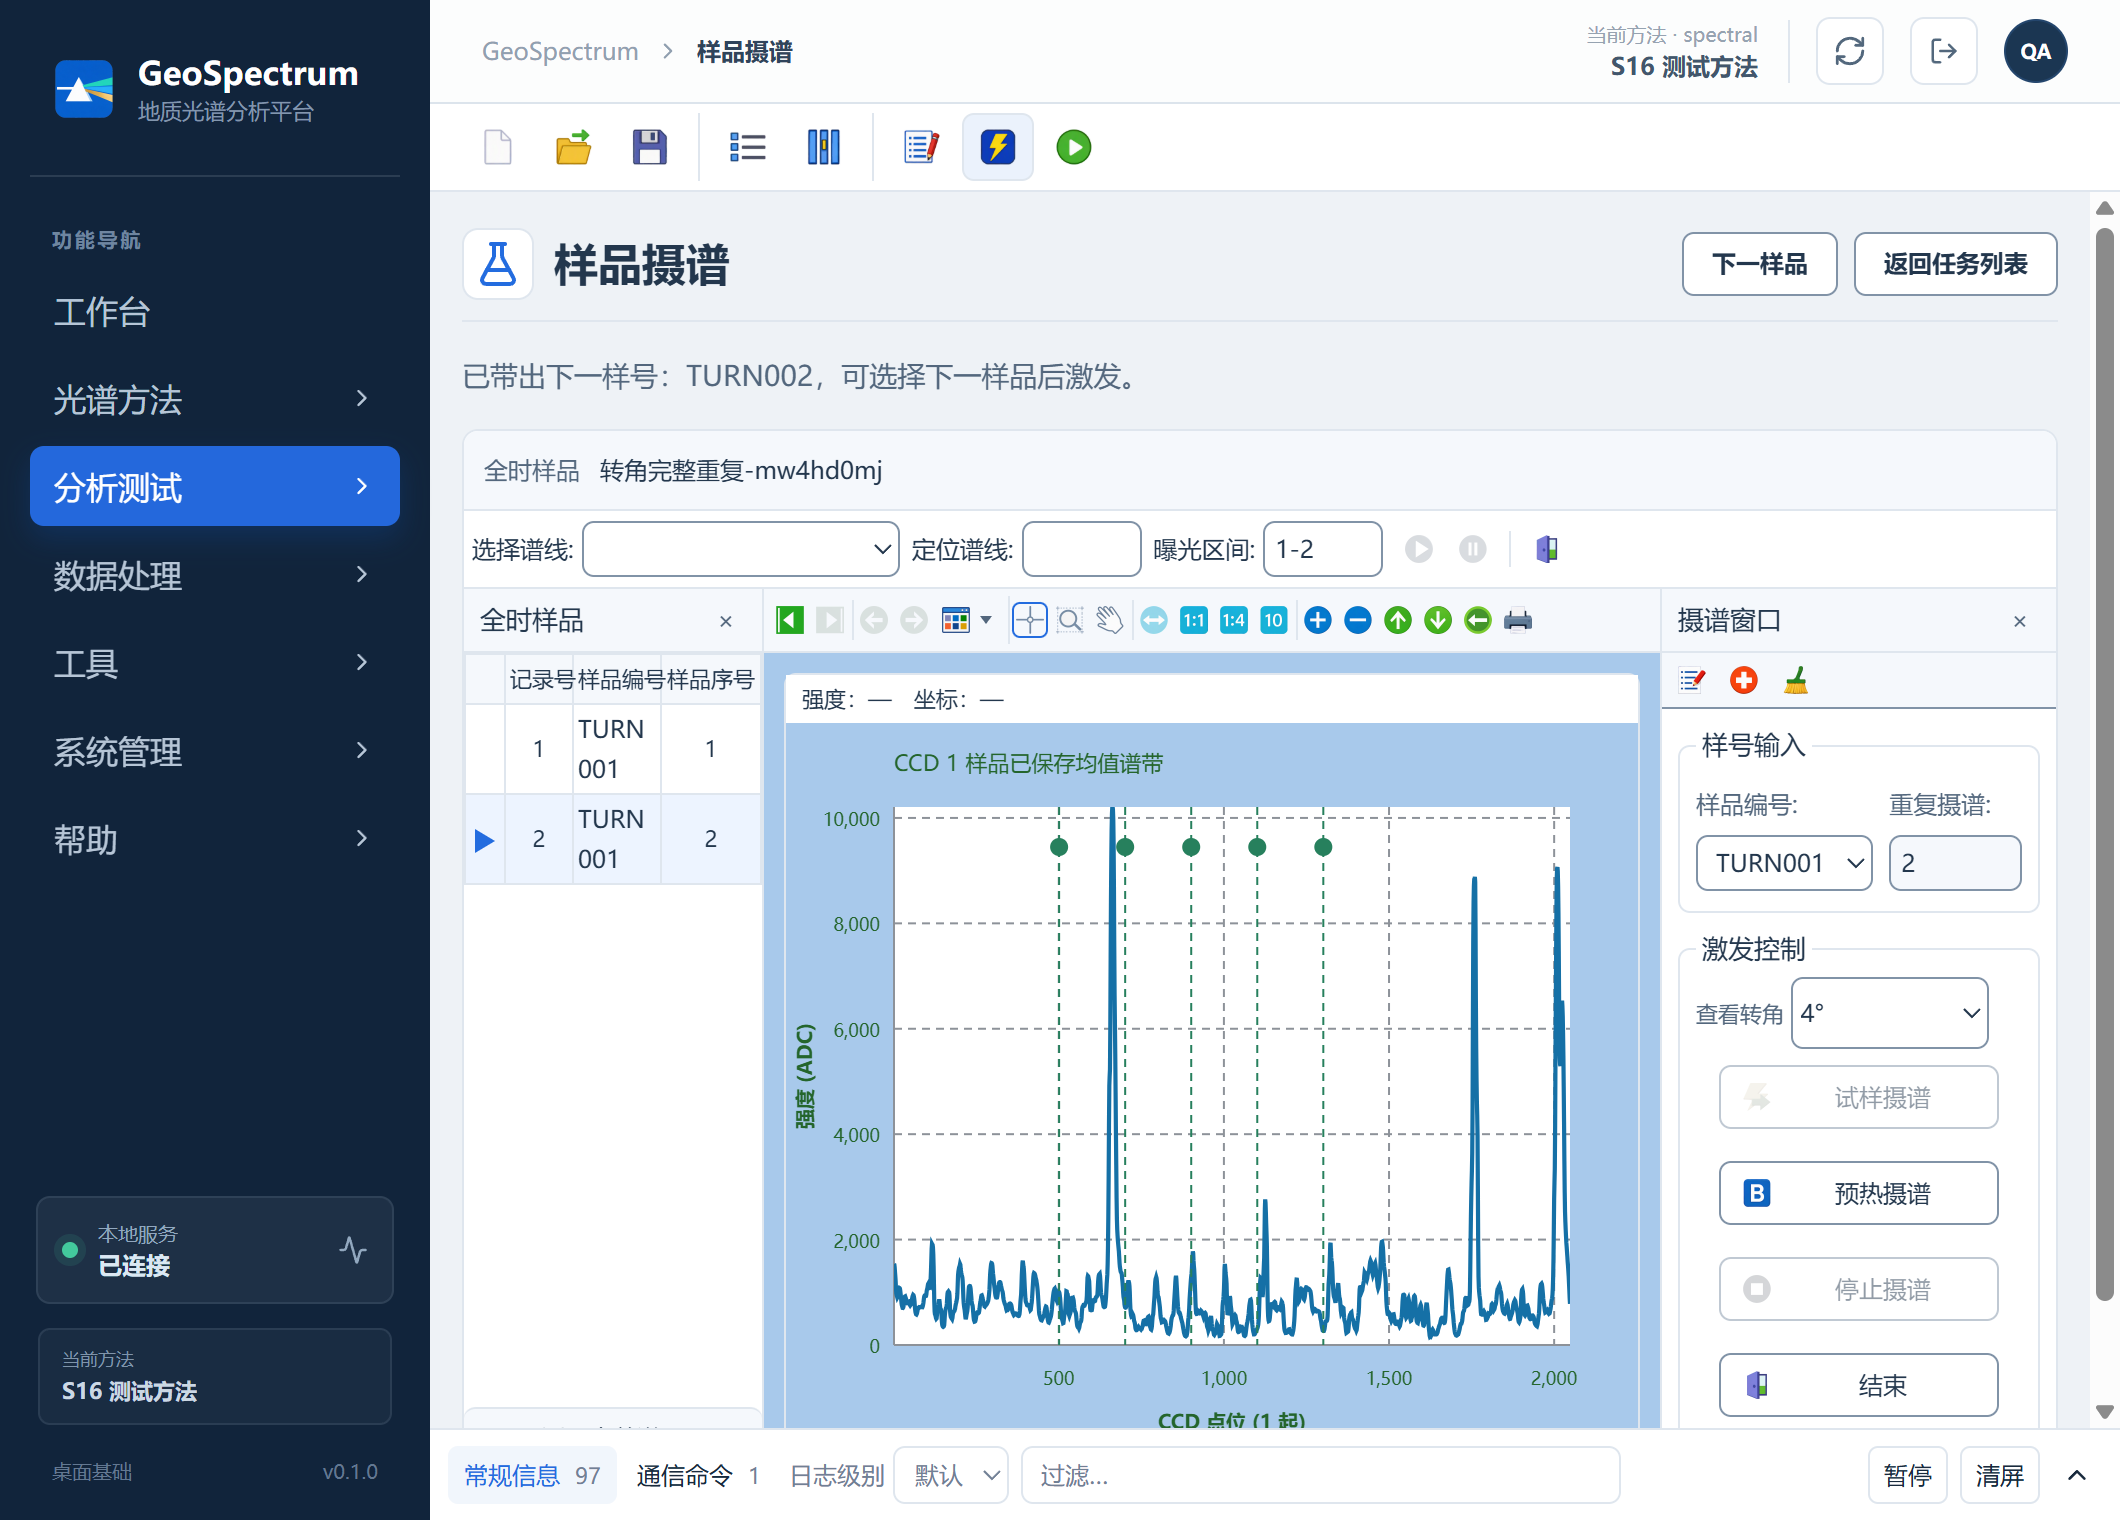 GeoSpectrum
地质光谱分析平台
功能导航
工作台
光谱方法
分析测试
数据处理
工具
系统管理
帮助
本地服务
已连接
当前方法
S16 测试方法
桌面基础 v0.1.0
GeoSpectrum 样品摄谱
当前方法 · spectral
S16 测试方法
QA
样品摄谱
下一样品 返回任务列表
已带出下一样号：TURN002，可选择下一样品后激发。
全时样品 转角完整重复-mw4hd0mj
选择谱线: 定位谱线: 曝光区间: 1-2
全时样品 ×
1:1 1:4 10
摄谱窗口 ×
记录号 样品编号 样品序号
1 TURN001 1
2 TURN001 2
强度：— 坐标：—
CCD 1 样品已保存均值谱带
10,000
8,000
6,000
4,000
2,000
0
强度 (ADC)
500 1,000 1,500 2,000
CCD 点位 (1 起)
样号输入
样品编号: 重复摄谱:
TURN001 2
激发控制
查看转角 4°
试样摄谱
B 预热摄谱
停止摄谱
结束
常规信息 97 通信命令 1 日志级别 默认 过滤... 暂停 清屏